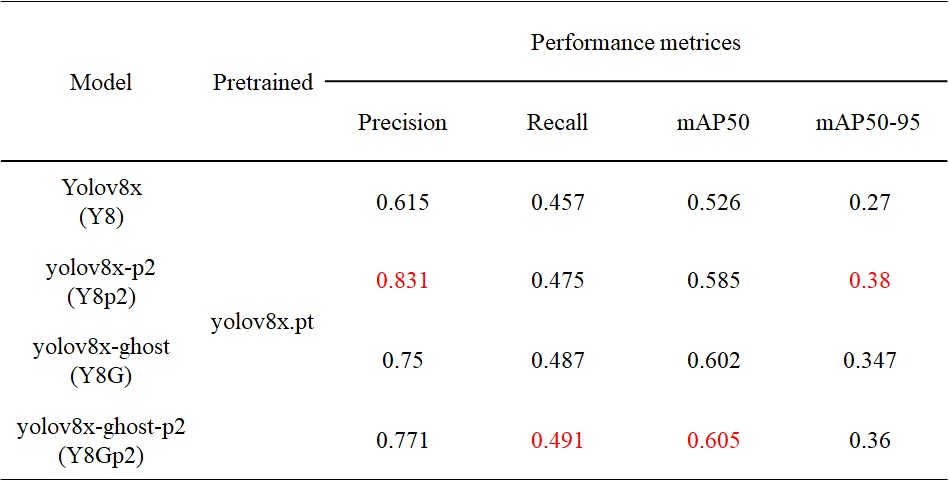 Performance metrices
Model Pretrained
Precision Recall mAP50 mAP50-95
Yolov8x
(Y8)
0.615 0.457 0.526 0.27
yolov8x-p2
(Y8p2)
0.831 0.475 0.585 0.38
yolov8x.pt
yolov8x-ghost
(Y8G)
0.75 0.487 0.602 0.347
yolov8x-ghost-p2
(Y8Gp2)
0.771 0.491 0.605 0.36